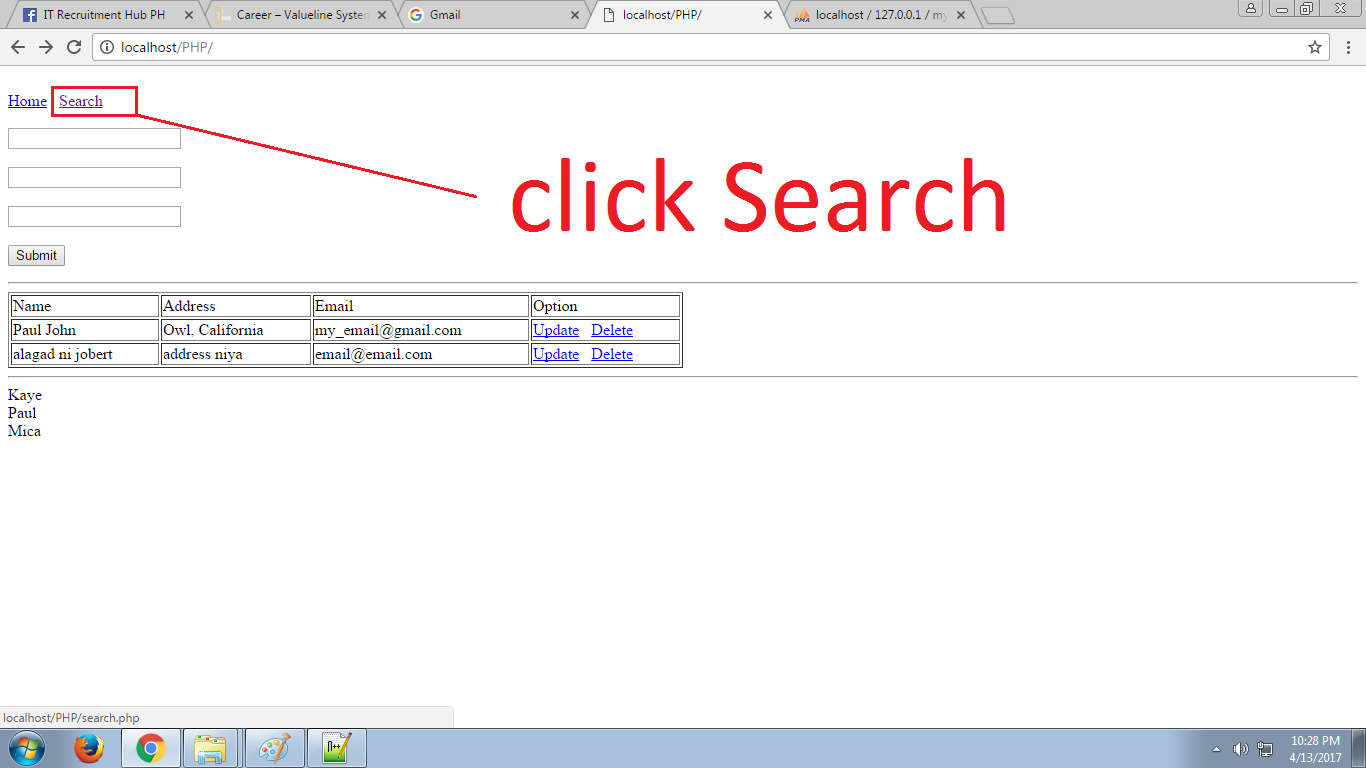 IT Recruitment Hub PH
Career – Valueline System
Gmail
localhost/PHP/
PMA
localhost / 127.0.0.1 / my
localhost/PHP/
Home Search
click Search
Submit
Name Address Email Option
Paul John Owl, California my_email@gmail.com Update Delete
alagad ni jobert address niya email@email.com Update Delete
Kaye
Paul
Mica
localhost/PHP/search.php
10:28 PM
4/13/2017